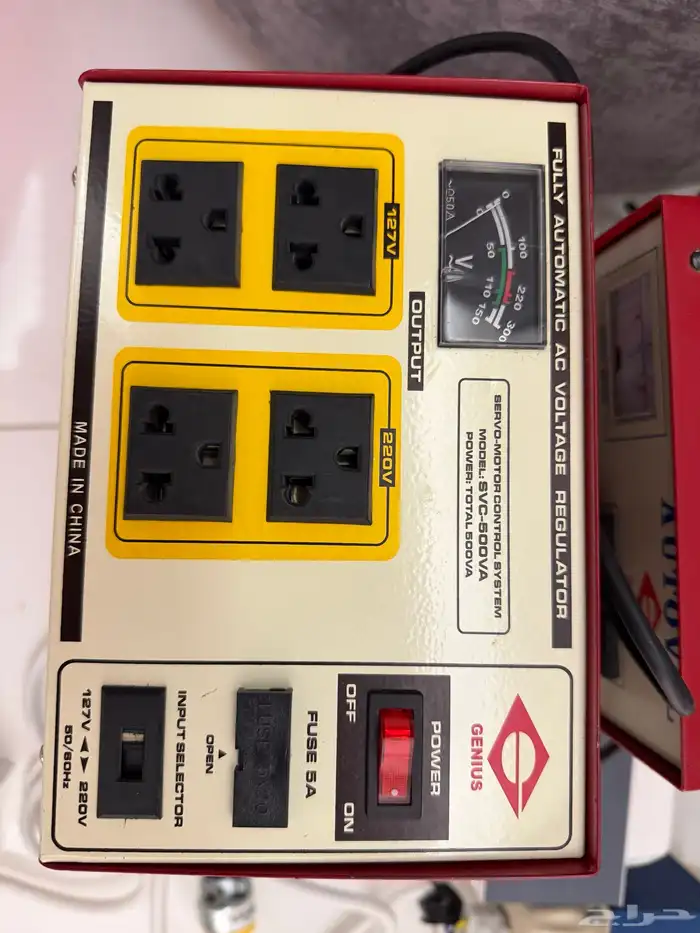 FULLY AUTOMATIC AC VOLTAGE REGULATOR
0
100
220
300
0
50
110
150
V
SERVO-MOTOR CONTROL SYSTEM
MODEL: SVC-500VA
POWER: TOTAL 500VA
OUTPUT
127V
220V
MADE IN CHINA
GENIUS
POWER
OFF
ON
FUSE 5A
OPEN
INPUT SELECTOR
127V ◄ ► 220V
50/60Hz
حراج